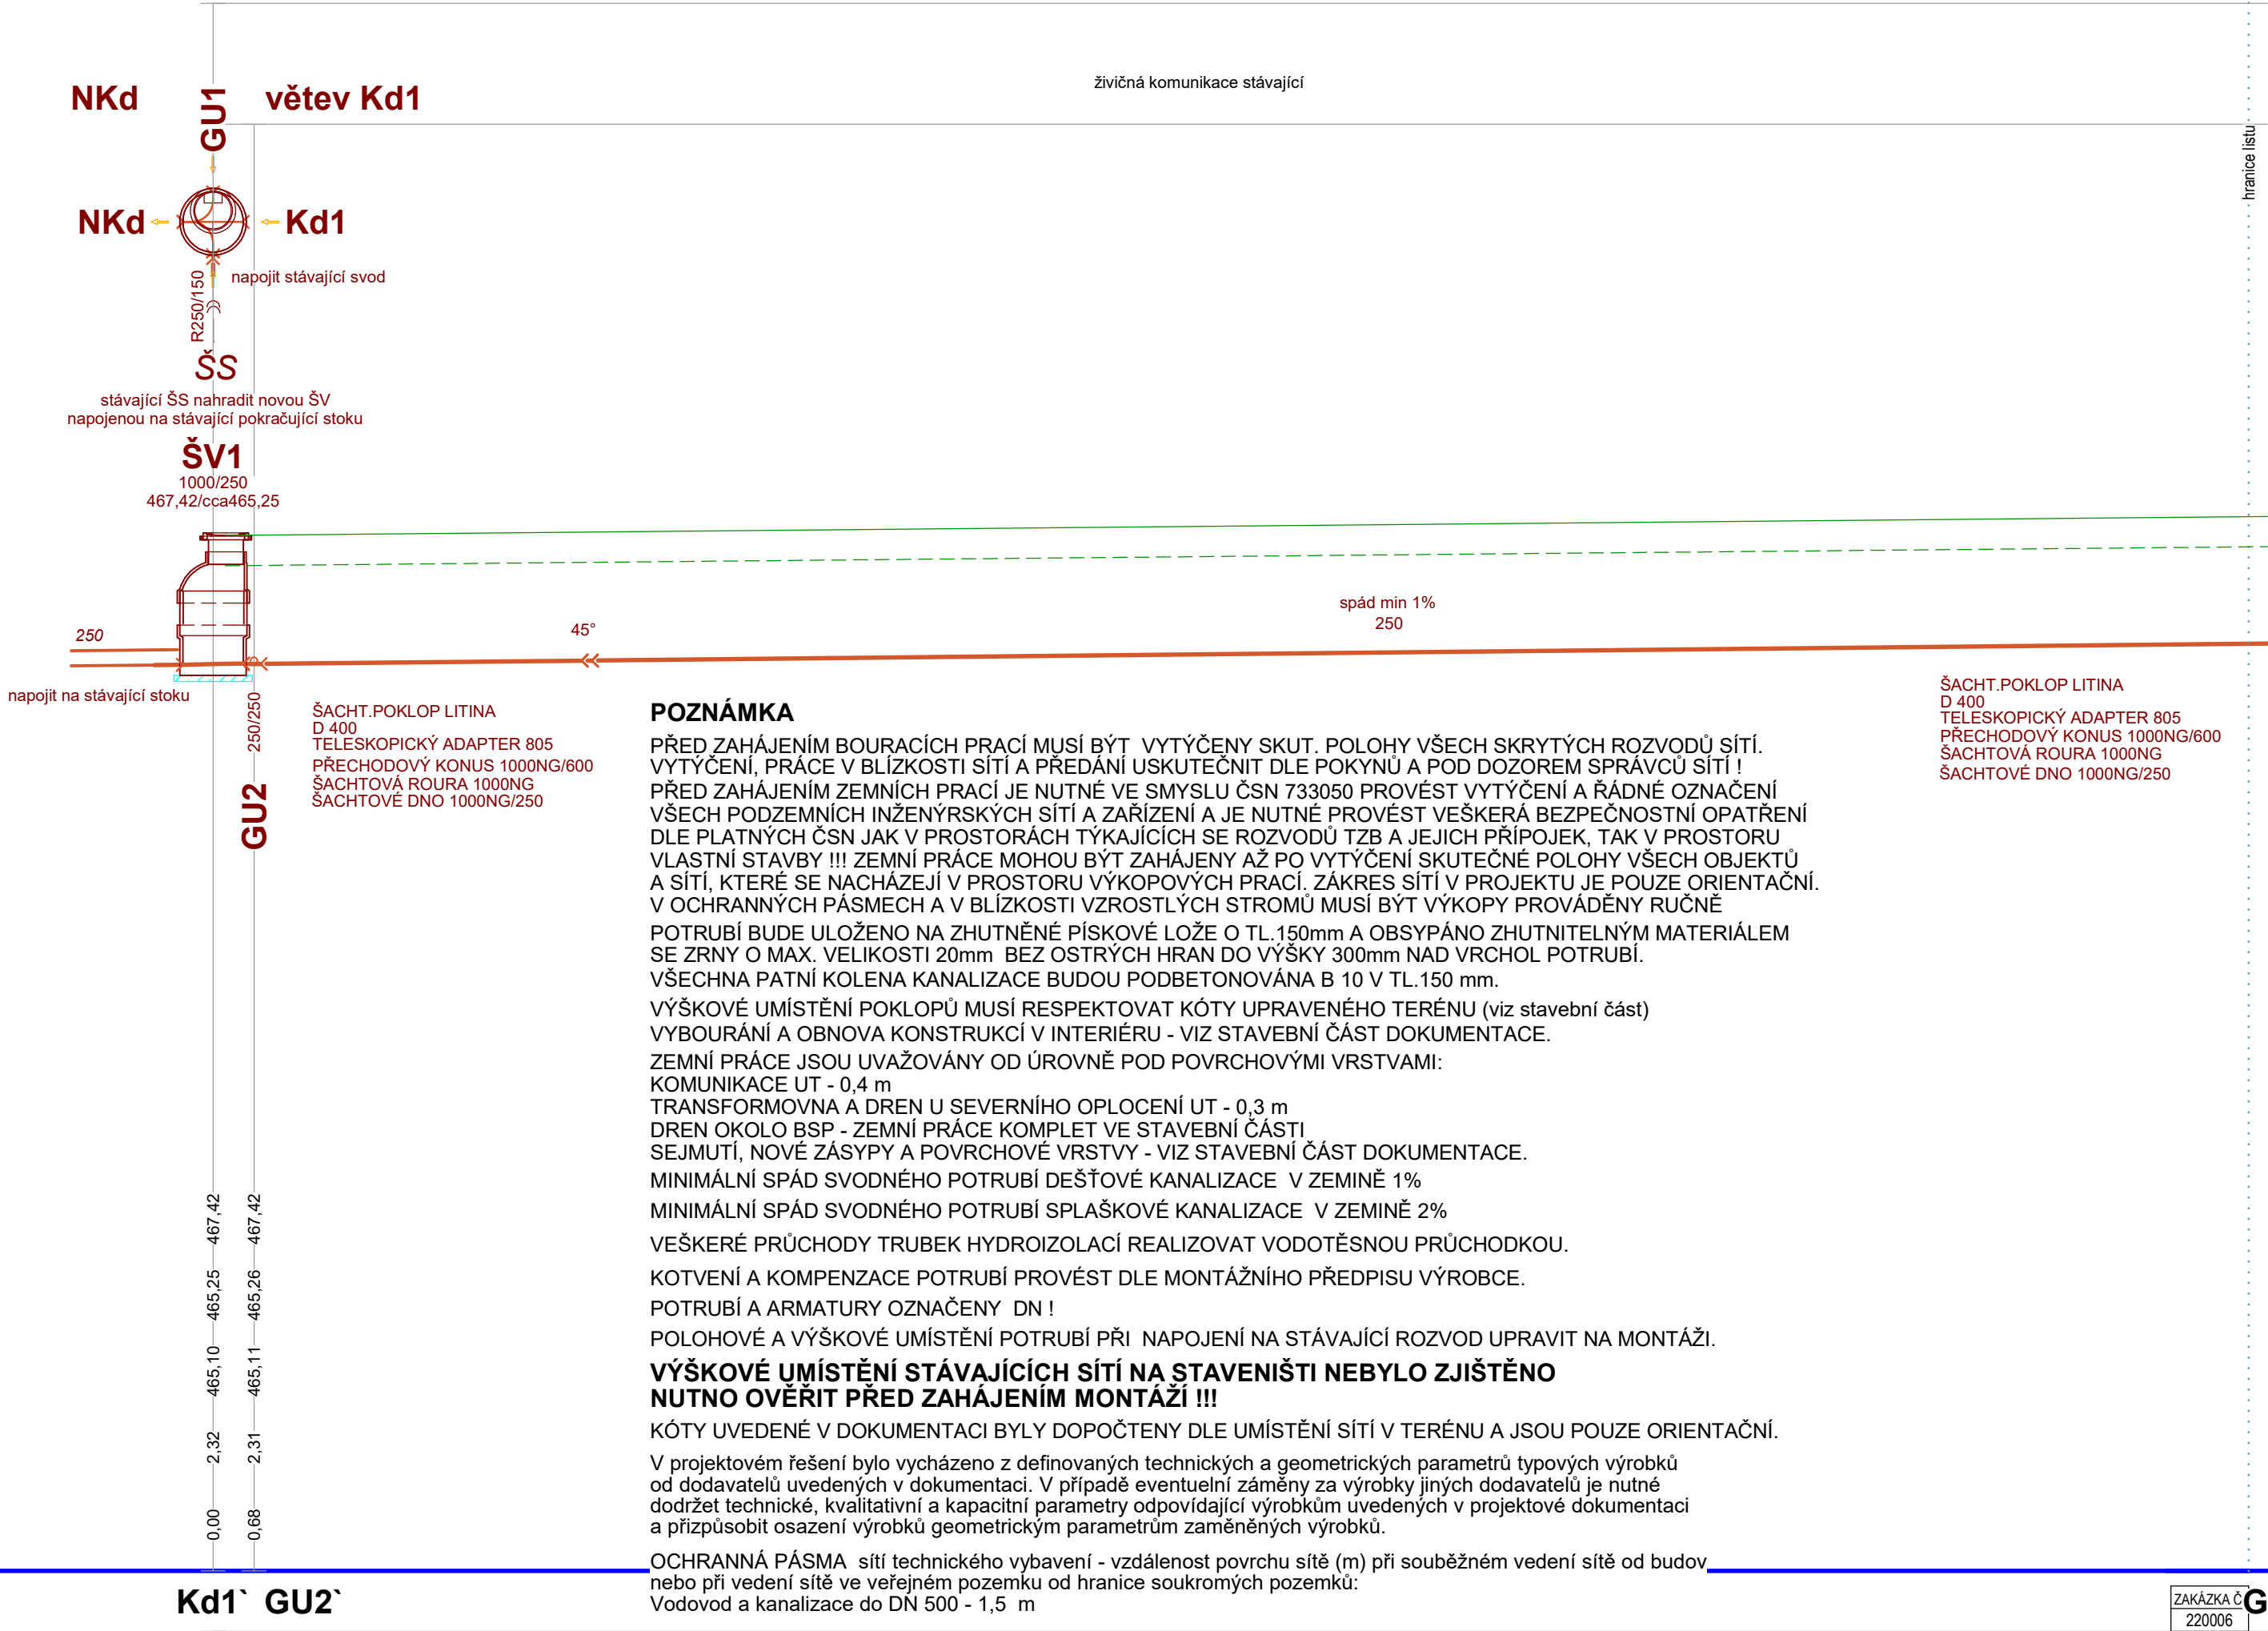 živičná komunikace stávající
NKd
GU1
větev Kd1
hranice listu
NKd
Kd1
napojit stávající svod
R250/150
ŠS
stávající ŠS nahradit novou ŠV
napojenou na stávající pokračující stoku
ŠV1
1000/250
467,42/cca465,25
spád min 1%
250
45°
250
napojit na stávající stoku
250/250
GU2
ŠACHT.POKLOP LITINA
D 400
TELESKOPICKÝ ADAPTER 805
PŘECHODOVÝ KONUS 1000NG/600
ŠACHTOVÁ ROURA 1000NG
ŠACHTOVÉ DNO 1000NG/250
ŠACHT.POKLOP LITINA
D 400
TELESKOPICKÝ ADAPTER 805
PŘECHODOVÝ KONUS 1000NG/600
ŠACHTOVÁ ROURA 1000NG
ŠACHTOVÉ DNO 1000NG/250
POZNÁMKA
PŘED ZAHÁJENÍM BOURACÍCH PRACÍ MUSÍ BÝT VYTÝČENY SKUT. POLOHY VŠECH SKRYTÝCH ROZVODŮ SÍTÍ.
VYTÝČENÍ, PRÁCE V BLÍZKOSTI SÍTÍ A PŘEDÁNÍ USKUTEČNIT DLE POKYNŮ A POD DOZOREM SPRÁVCŮ SÍTÍ !
PŘED ZAHÁJENÍM ZEMNÍCH PRACÍ JE NUTNÉ VE SMYSLU ČSN 733050 PROVÉST VYTÝČENÍ A ŘÁDNÉ OZNAČENÍ
VŠECH PODZEMNÍCH INŽENÝRSKÝCH SÍTÍ A ZAŘÍZENÍ A JE NUTNÉ PROVÉST VEŠKERÁ BEZPEČNOSTNÍ OPATŘENÍ
DLE PLATNÝCH ČSN JAK V PROSTORÁCH TÝKAJÍCÍCH SE ROZVODŮ TZB A JEJICH PŘÍPOJEK, TAK V PROSTORU
VLASTNÍ STAVBY !!! ZEMNÍ PRÁCE MOHOU BÝT ZAHÁJENY AŽ PO VYTÝČENÍ SKUTEČNÉ POLOHY VŠECH OBJEKTŮ
A SÍTÍ, KTERÉ SE NACHÁZEJÍ V PROSTORU VÝKOPOVÝCH PRACÍ. ZÁKRES SÍTÍ V PROJEKTU JE POUZE ORIENTAČNÍ.
V OCHRANNÝCH PÁSMECH A V BLÍZKOSTI VZROSTLÝCH STROMŮ MUSÍ BÝT VÝKOPY PROVÁDĚNY RUČNĚ
POTRUBÍ BUDE ULOŽENO NA ZHUTNĚNÉ PÍSKOVÉ LOŽE O TL.150mm A OBSYPÁNO ZHUTNITELNÝM MATERIÁLEM
SE ZRNY O MAX. VELIKOSTI 20mm BEZ OSTRÝCH HRAN DO VÝŠKY 300mm NAD VRCHOL POTRUBÍ.
VŠECHNA PATNÍ KOLENA KANALIZACE BUDOU PODBETONOVÁNA B 10 V TL.150 mm.
VÝŠKOVÉ UMÍSTĚNÍ POKLOPŮ MUSÍ RESPEKTOVAT KÓTY UPRAVENÉHO TERÉNU (viz stavební část)
VYBOURÁNÍ A OBNOVA KONSTRUKCÍ V INTERIÉRU - VIZ STAVEBNÍ ČÁST DOKUMENTACE.
ZEMNÍ PRÁCE JSOU UVAŽOVÁNY OD ÚROVNĚ POD POVRCHOVÝMI VRSTVAMI:
KOMUNIKACE UT - 0,4 m
TRANSFORMOVNA A DREN U SEVERNÍHO OPLOCENÍ UT - 0,3 m
DREN OKOLO BSP - ZEMNÍ PRÁCE KOMPLET VE STAVEBNÍ ČÁSTI
SEJMUTÍ, NOVÉ ZÁSYPY A POVRCHOVÉ VRSTVY - VIZ STAVEBNÍ ČÁST DOKUMENTACE.
MINIMÁLNÍ SPÁD SVODNÉHO POTRUBÍ DEŠŤOVÉ KANALIZACE V ZEMINĚ 1%
MINIMÁLNÍ SPÁD SVODNÉHO POTRUBÍ SPLAŠKOVÉ KANALIZACE V ZEMINĚ 2%
VEŠKERÉ PRŮCHODY TRUBEK HYDROIZOLACÍ REALIZOVAT VODOTĚSNOU PRŮCHODKOU.
KOTVENÍ A KOMPENZACE POTRUBÍ PROVÉST DLE MONTÁŽNÍHO PŘEDPISU VÝROBCE.
POTRUBÍ A ARMATURY OZNAČENY DN !
POLOHOVÉ A VÝŠKOVÉ UMÍSTĚNÍ POTRUBÍ PŘI NAPOJENÍ NA STÁVAJÍCÍ ROZVOD UPRAVIT NA MONTÁŽI.
VÝŠKOVÉ UMÍSTĚNÍ STÁVAJÍCÍCH SÍTÍ NA STAVENIŠTI NEBYLO ZJIŠTĚNO
NUTNO OVĚŘIT PŘED ZAHÁJENÍM MONTÁŽÍ !!!
KÓTY UVEDENÉ V DOKUMENTACI BYLY DOPOČTENY DLE UMÍSTĚNÍ SÍTÍ V TERÉNU A JSOU POUZE ORIENTAČNÍ.
V projektovém řešení bylo vycházeno z definovaných technických a geometrických parametrů typových výrobků
od dodavatelů uvedených v dokumentaci. V případě eventuelní záměny za výrobky jiných dodavatelů je nutné
dodržet technické, kvalitativní a kapacitní parametry odpovídající výrobkům uvedených v projektové dokumentaci
a přizpůsobit osazení výrobků geometrickým parametrům zaměněných výrobků.
OCHRANNÁ PÁSMA sítí technického vybavení - vzdálenost povrchu sítě (m) při souběžném vedení sítě od budov
nebo při vedení sítě ve veřejném pozemku od hranice soukromých pozemků:
Vodovod a kanalizace do DN 500 - 1,5 m
467,42
467,42
465,25
465,26
465,10
465,11
2,32
2,31
0,00
0,68
Kd1`
GU2`
ZAKÁZKA Č
220006
G